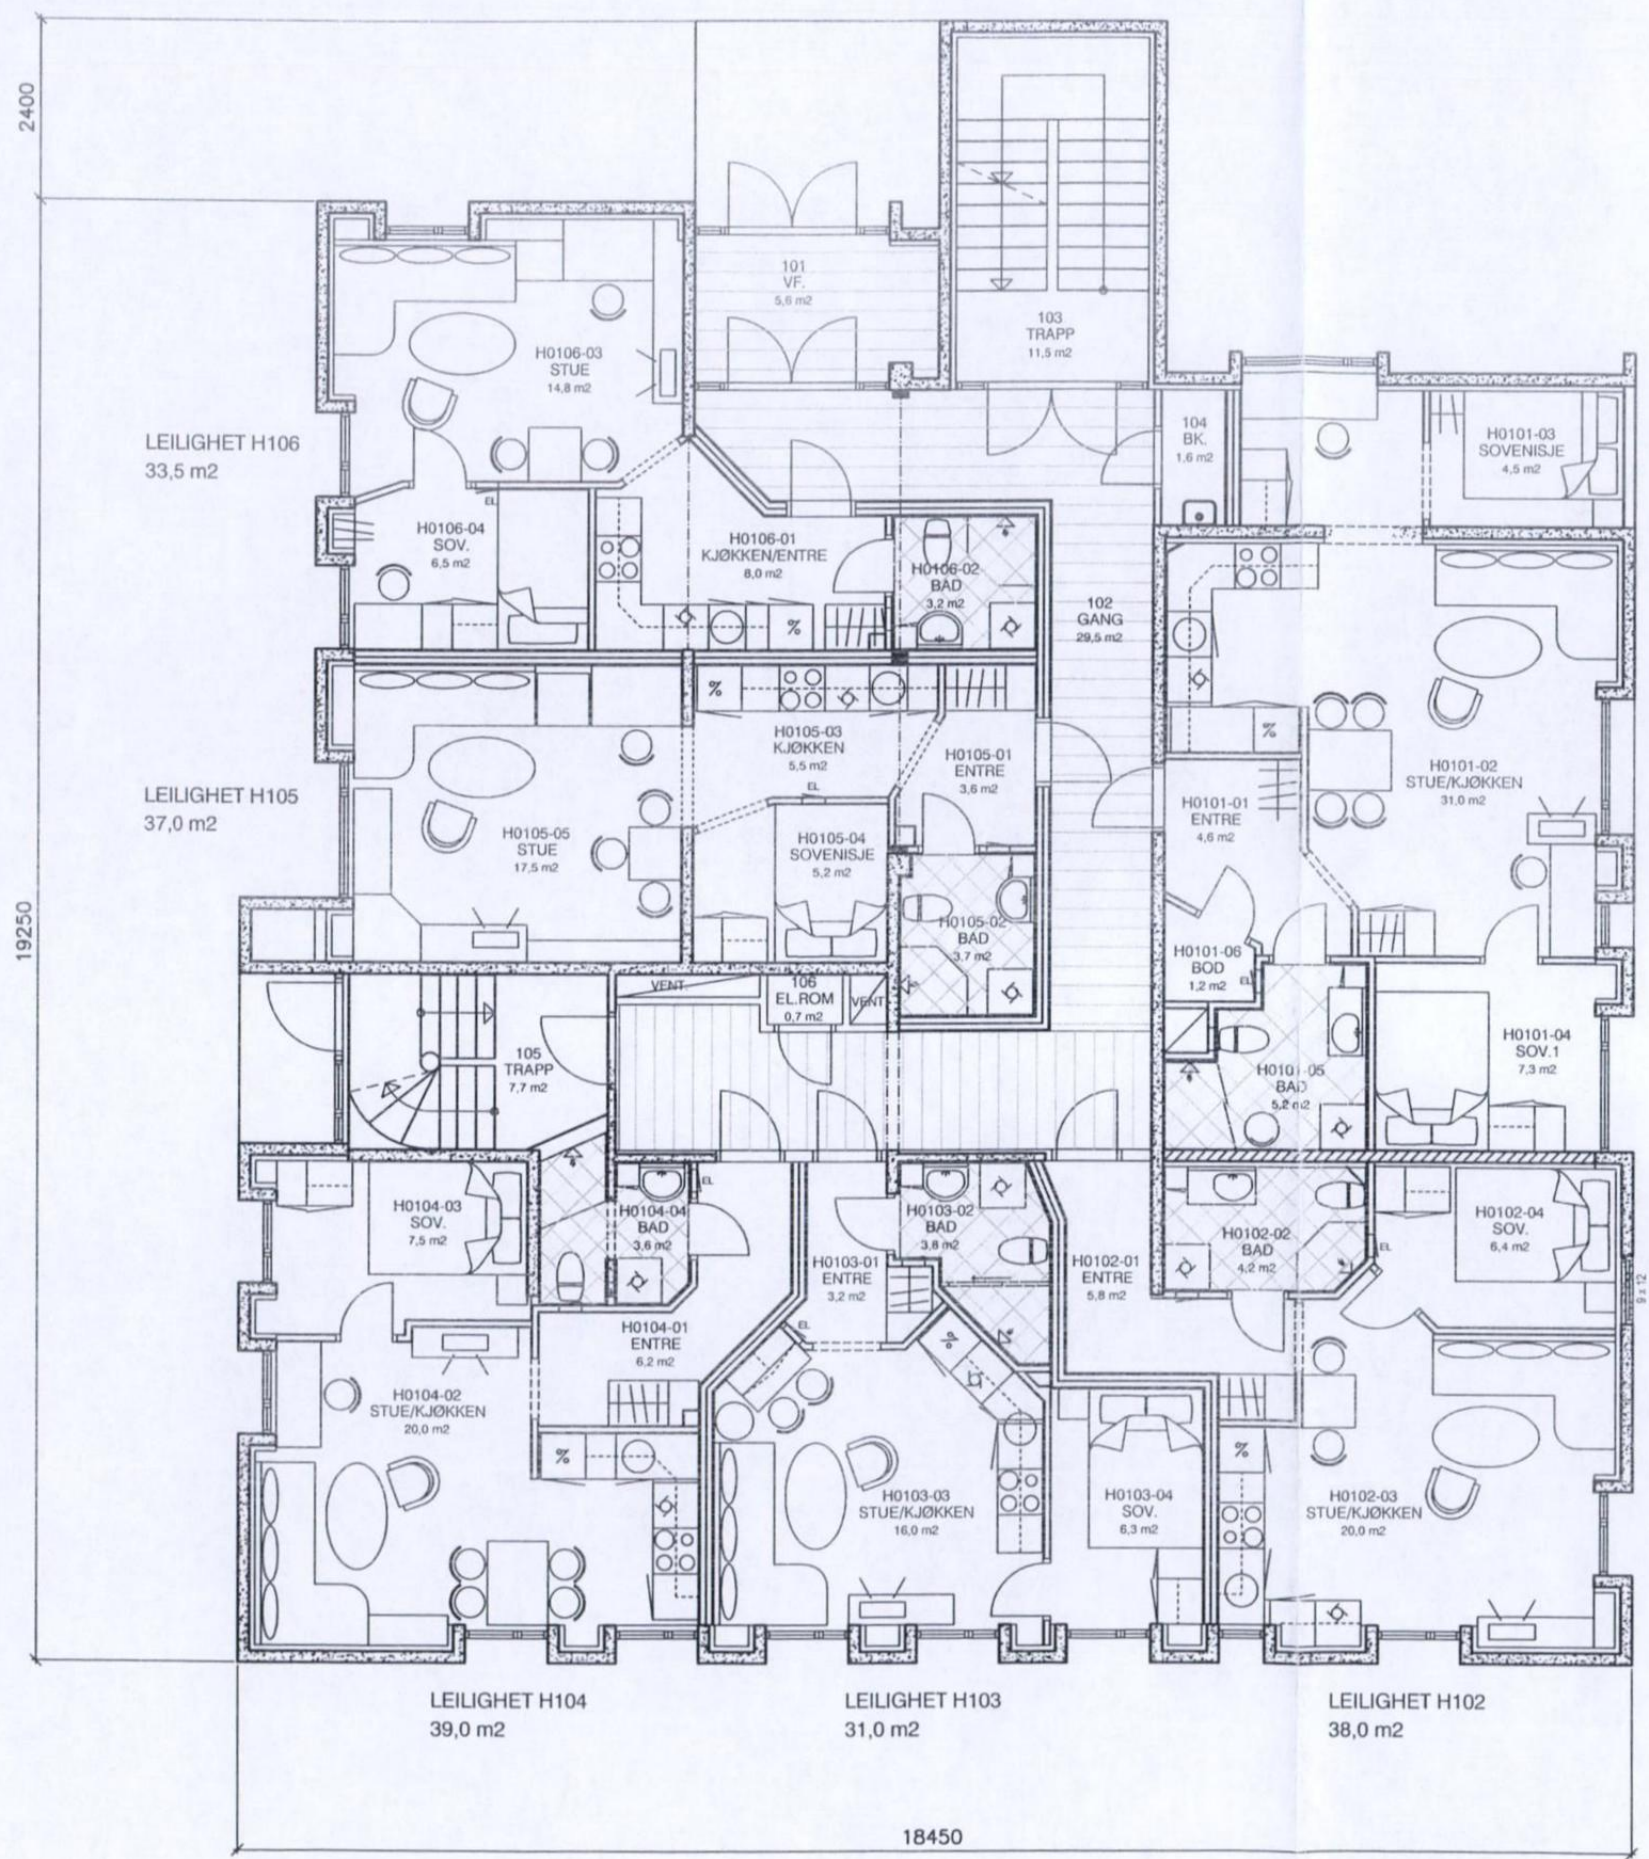 2400
19250
18450
101
VF.
5,6 m2
103
TRAPP
11,5 m2
H0106-03
STUE
14,8 m2
LEILIGHET H106
33,5 m2
104
BK.
1,6 m2
H0101-03
SOVENISJE
4,5 m2
EL
H0106-04
SOV.
6,5 m2
H0106-01
KJØKKEN/ENTRE
8,0 m2
H0106-02
BAD
3,2 m2
%
102
GANG
29,5 m2
%
H0105-03
KJØKKEN
5,5 m2
EL
H0105-01
ENTRE
3,6 m2
%
H0101-02
STUE/KJØKKEN
31,0 m2
LEILIGHET H105
37,0 m2
H0105-05
STUE
17,5 m2
H0105-04
SOVENISJE
5,2 m2
H0101-01
ENTRE
4,6 m2
H0105-02
BAD
3,7 m2
H0101-06
BOD
1,2 m2
EL
VENT.
106
EL.ROM
0,7 m2
VENT
105
TRAPP
7,7 m2
H0101-05
BAD
5,2 m2
H0101-04
SOV.1
7,3 m2
H0104-03
SOV.
7,5 m2
H0104-04
BAD
3,6 m2
EL
H0103-02
BAD
3,8 m2
H0103-01
ENTRE
3,2 m2
EL
H0102-01
ENTRE
5,8 m2
H0102-02
BAD
4,2 m2
EL
H0102-04
SOV.
6,4 m2
9 x 12
H0104-01
ENTRE
6,2 m2
%
H0104-02
STUE/KJØKKEN
20,0 m2
%
%
H0103-03
STUE/KJØKKEN
16,0 m2
H0103-04
SOV.
6,3 m2
H0102-03
STUE/KJØKKEN
20,0 m2
LEILIGHET H104
39,0 m2
LEILIGHET H103
31,0 m2
LEILIGHET H102
38,0 m2